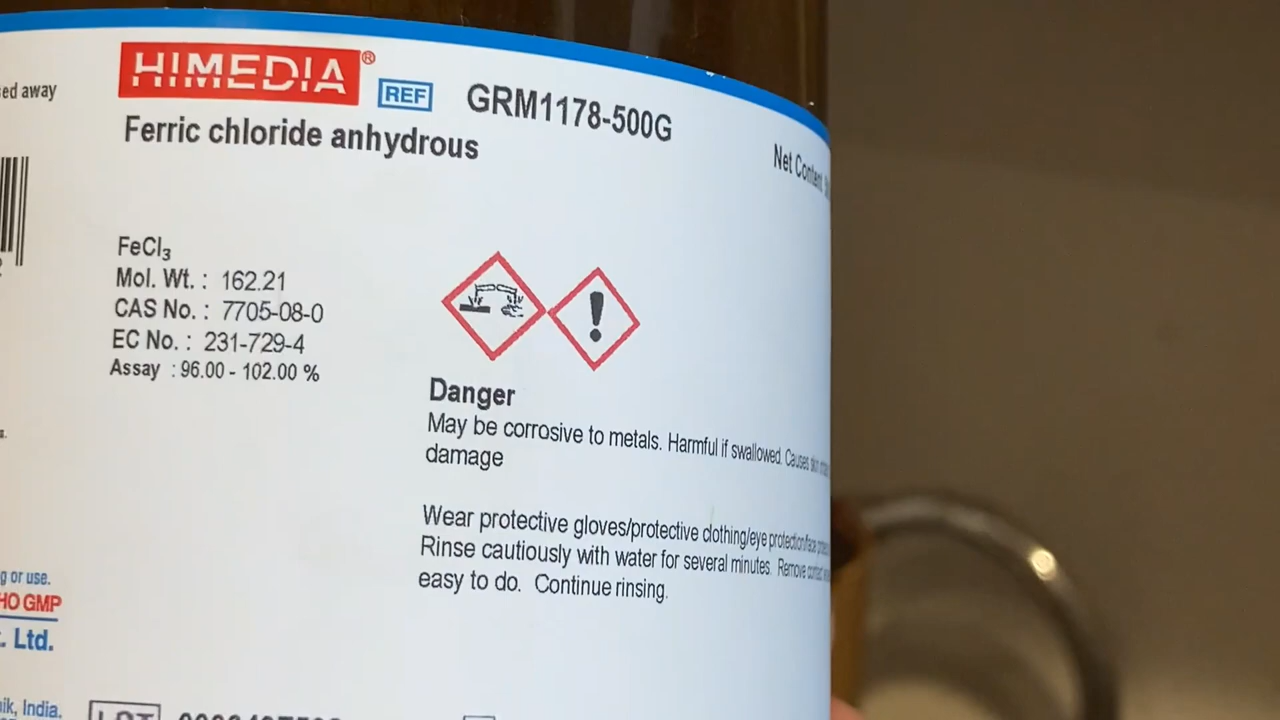 HIMEDIA®
REF GRM1178-500G
Ferric chloride anhydrous
Net Content
ed away
FeCl₃
Mol. Wt. : 162.21
CAS No. : 7705-08-0
EC No. : 231-729-4
Assay : 96.00 - 102.00 %
Danger
May be corrosive to metals. Harmful if swallowed. Causes
damage
Wear protective gloves/protective clothing/eye protection/face
Rinse cautiously with water for several minutes. Remove
easy to do. Continue rinsing.
g or use.
HO GMP
. Ltd.
ik, India.
LOT